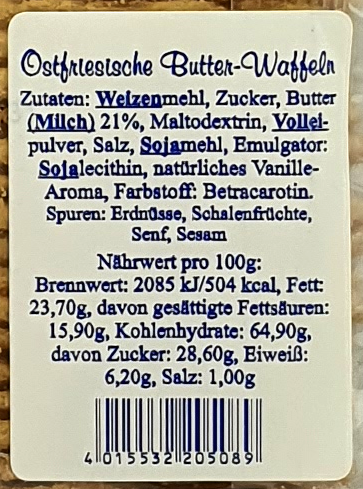 Ostfriesische Butter-Waffeln
Zutaten: Weizenmehl, Zucker, Butter
(Milch) 21%, Maltodextrin, Vollei-
pulver, Salz, Sojamehl, Emulgator:
Sojalecithin, natürliches Vanille-
Aroma, Farbstoff: Betracarotin.
Spuren: Erdnüsse, Schalenfrüchte,
Senf, Sesam
Nährwert pro 100g:
Brennwert: 2085 kJ/504 kcal, Fett:
23,70g, davon gesättigte Fettsäuren:
15,90g, Kohlenhydrate: 64,90g,
davon Zucker: 28,60g, Eiweiß:
6,20g, Salz: 1,00g
4 015532 205089